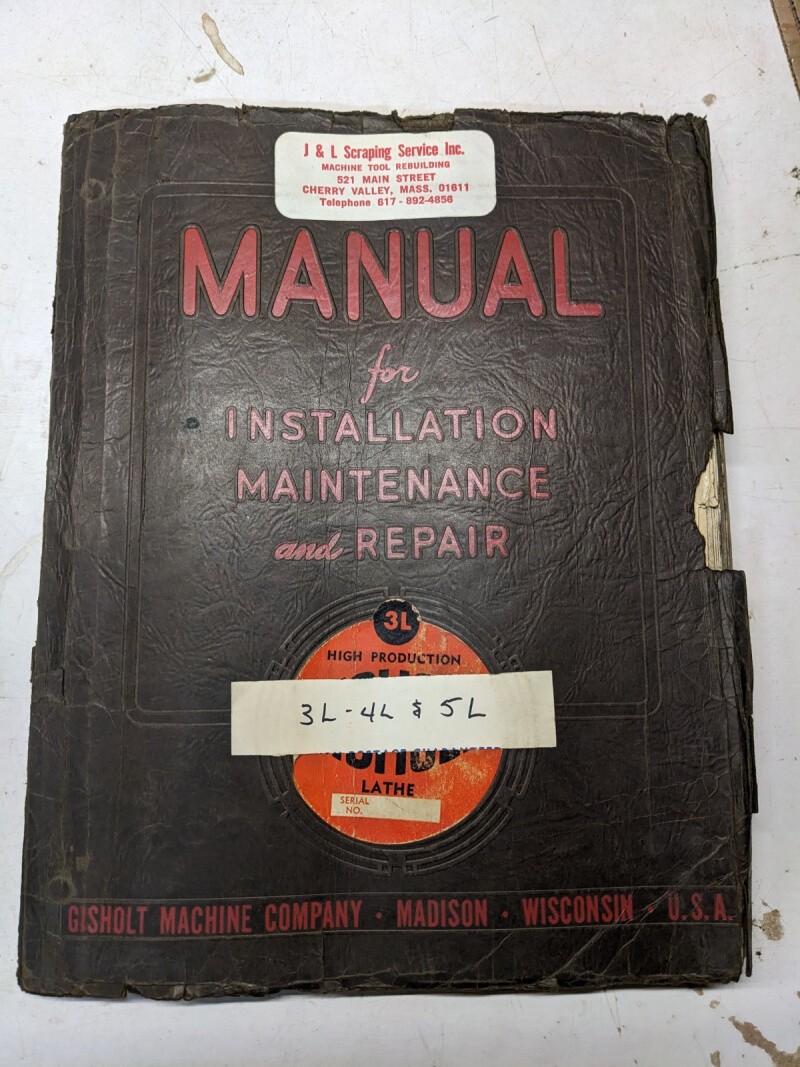 J & L Scraping Service Inc.
MACHINE TOOL REBUILDING
521 MAIN STREET
CHERRY VALLEY, MASS. 01611
Telephone 617 - 892-4856
MANUAL
for
INSTALLATION
MAINTENANCE
and REPAIR
3L
HIGH PRODUCTION
3L - 4L & 5L
LATHE
SERIAL
NO.
GISHOLT MACHINE COMPANY • MADISON • WISCONSIN • U.S.A.